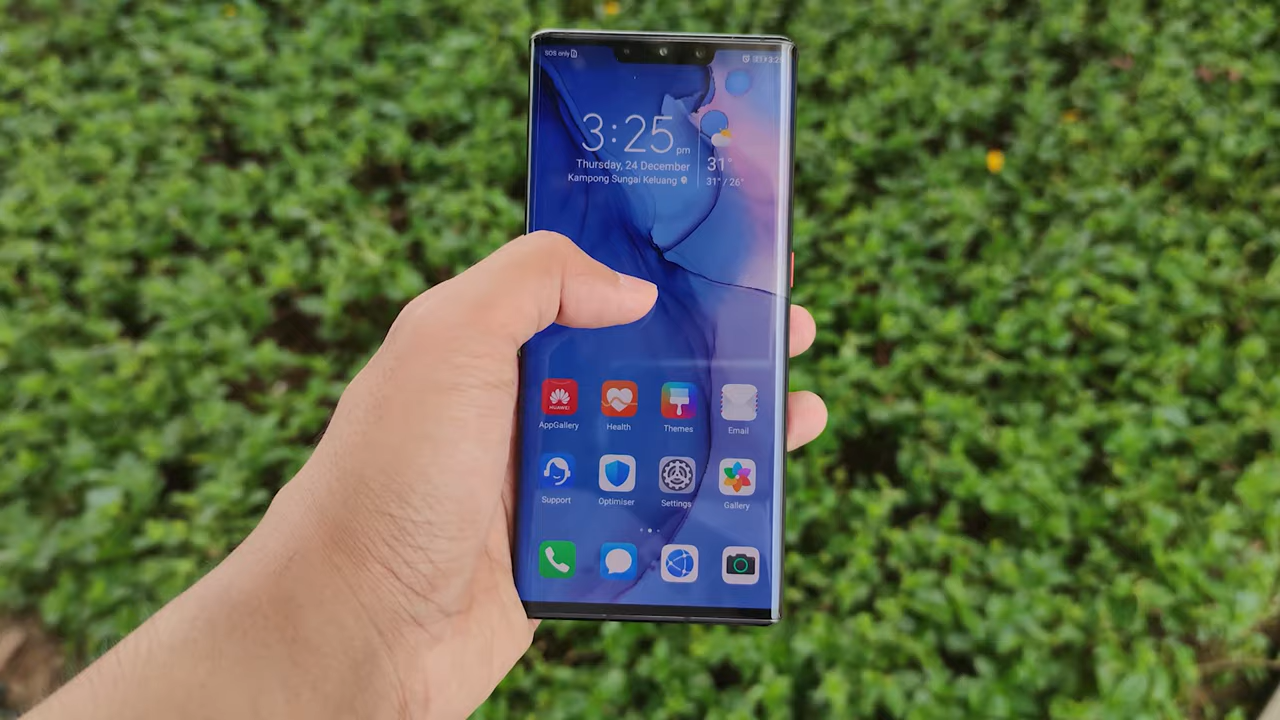 SOS only
3:25 pm
Thursday, 24 December
Kampong Sungai Keluang
31°
31° / 26°
HUAWEI
AppGallery Health Themes Email
Support Optimiser Settings Gallery